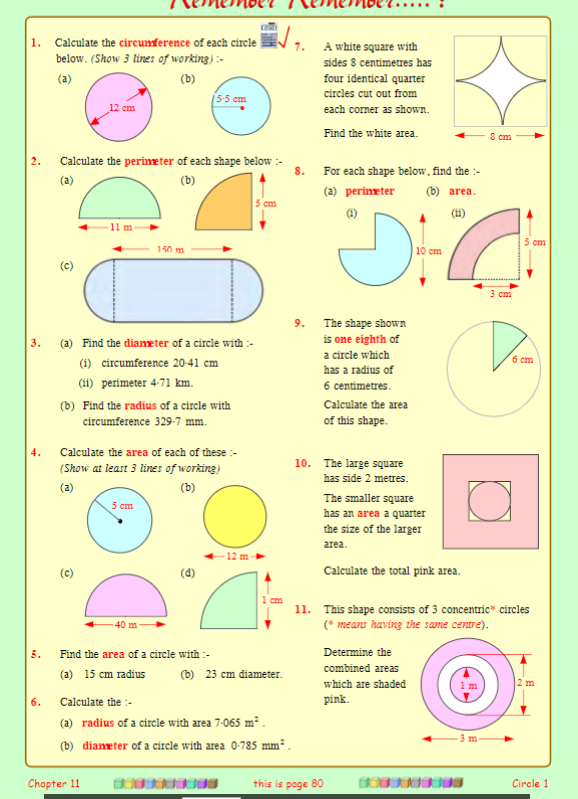 Remember Remember..... ?
1. Calculate the circumference of each circle
below. (Show 3 lines of working) :-
(a) (b)
12 cm
5·5 cm
2. Calculate the perimeter of each shape below :-
(a) (b)
11 m
5 cm
150 m
(c)
3. (a) Find the diameter of a circle with :-
(i) circumference 20·41 cm
(ii) perimeter 4·71 km.
(b) Find the radius of a circle with
circumference 329·7 mm.
4. Calculate the area of each of these :-
(Show at least 3 lines of working)
(a) (b)
5 cm
12 m
(c) (d)
40 m
1 cm
5. Find the area of a circle with :-
(a) 15 cm radius (b) 23 cm diameter.
6. Calculate the :-
(a) radius of a circle with area 7·065 m² .
(b) diameter of a circle with area 0·785 mm² .
7. A white square with
sides 8 centimetres has
four identical quarter
circles cut out from
each corner as shown.
Find the white area.
8 cm
8. For each shape below, find the :-
(a) perimeter (b) area.
(i) (ii)
10 cm
5 cm
3 cm
9. The shape shown
is one eighth of
a circle which
has a radius of
6 centimetres.
Calculate the area
of this shape.
6 cm
10. The large square
has side 2 metres.
The smaller square
has an area a quarter
the size of the larger
area.
Calculate the total pink area.
11. This shape consists of 3 concentric* circles
(* means having the same centre).
Determine the
combined areas
which are shaded
pink.
1 m
2 m
3 m
Chapter 11 this is page 80 Circle 1